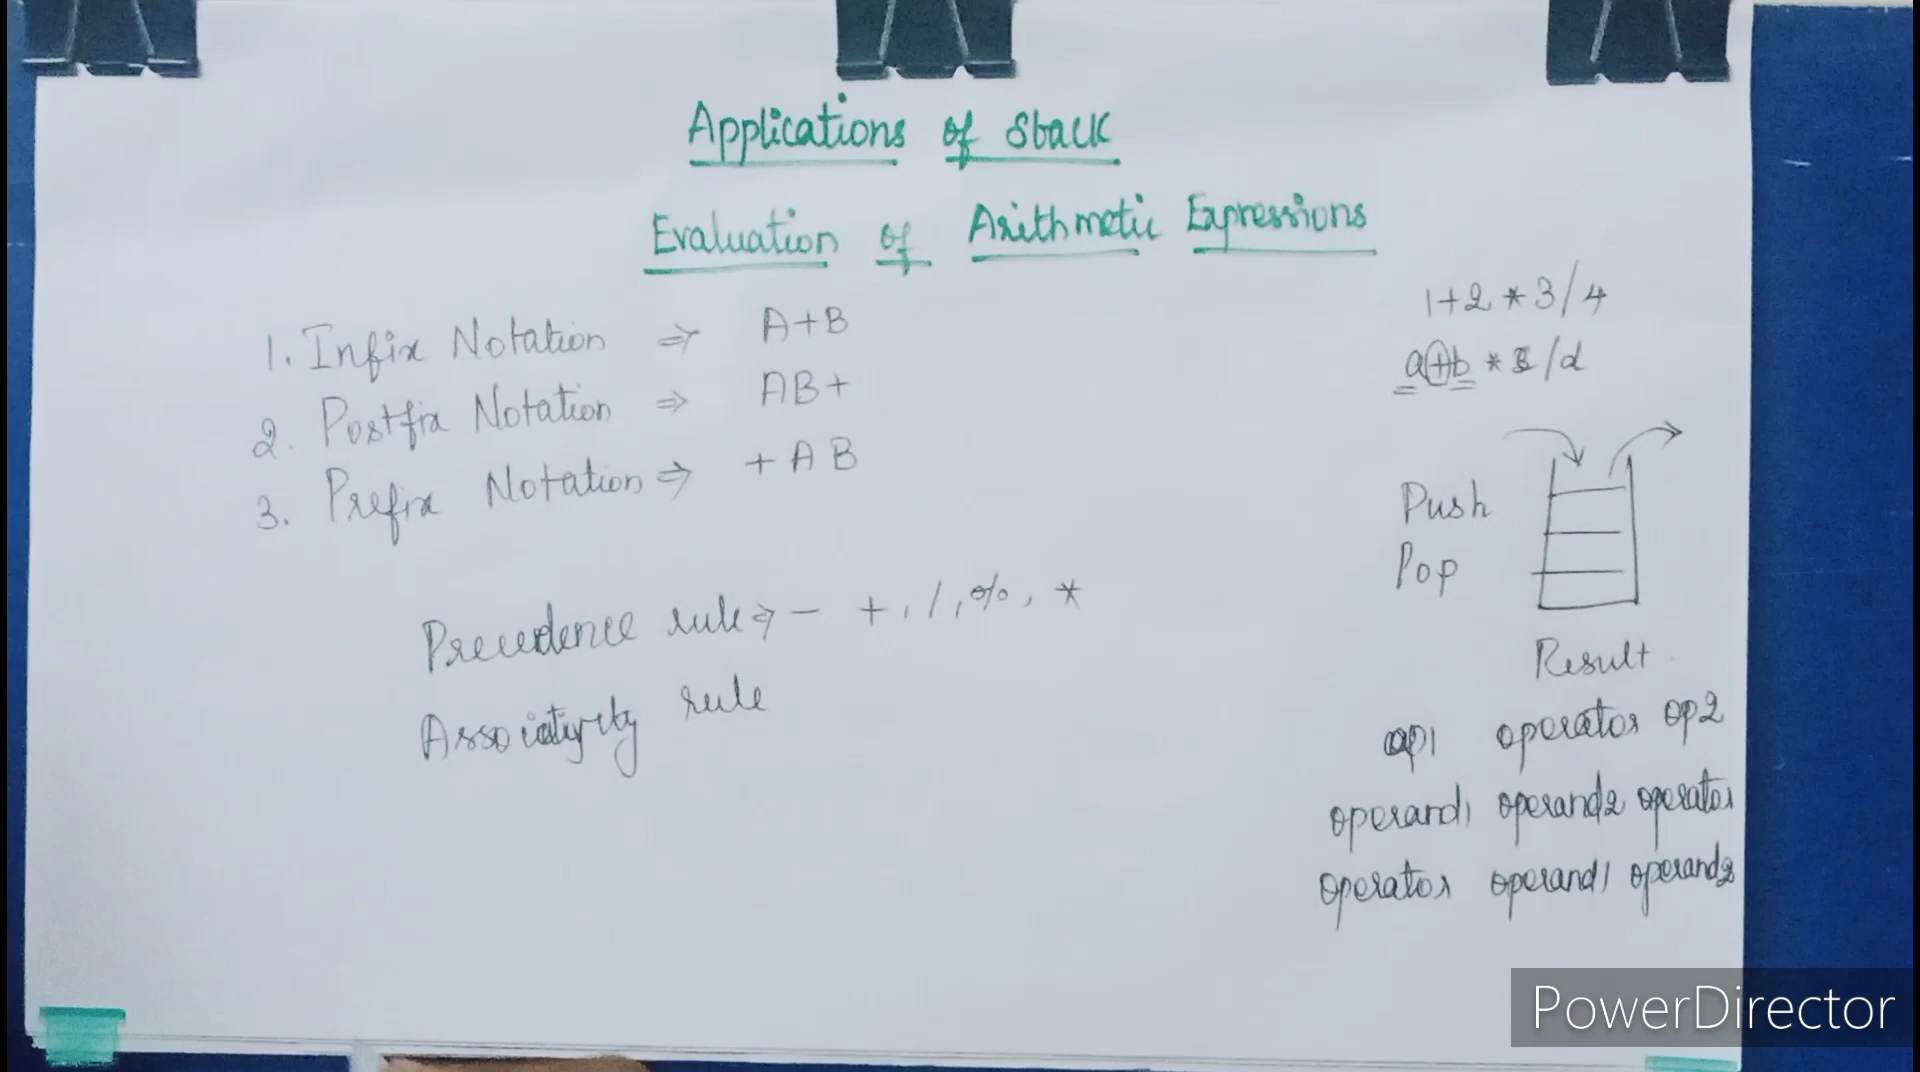 Applications of Stack
Evaluation of Arithmetic Expressions
1. Infix Notation ⇒ A+B
2. Postfix Notation ⇒ AB+
3. Prefix Notation ⇒ +AB
Precedence rule ⇒ - +, /, %, *
Associativity rule
1+2*3/4
a+b * /d
Push
Pop
Result
op1 operator op2
operand1 operand2 operator
operator operand1 operand2
PowerDirector